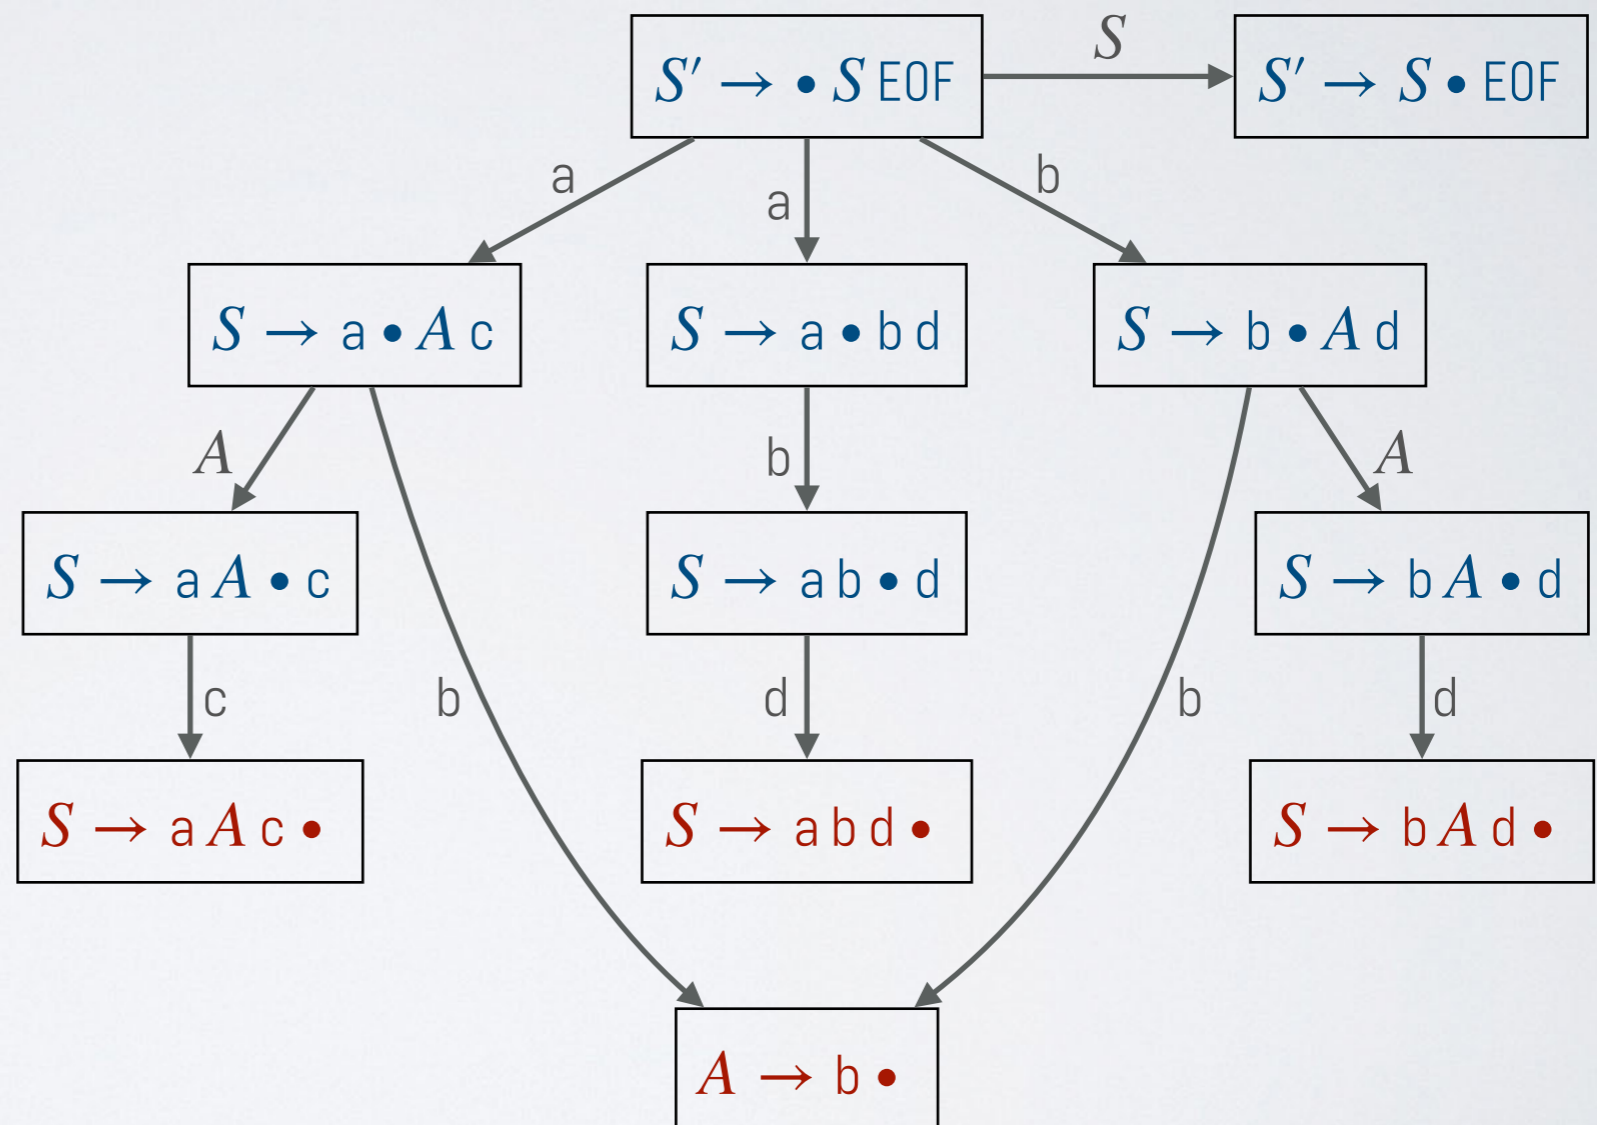 S′ → • S EOF
S
S′ → S • EOF
a
a
b
S → a • A c
S → a • b d
S → b • A d
A
b
A
S → a A • c
S → a b • d
S → b A • d
c
b
d
b
d
S → a A c •
S → a b d •
S → b A d •
A → b •